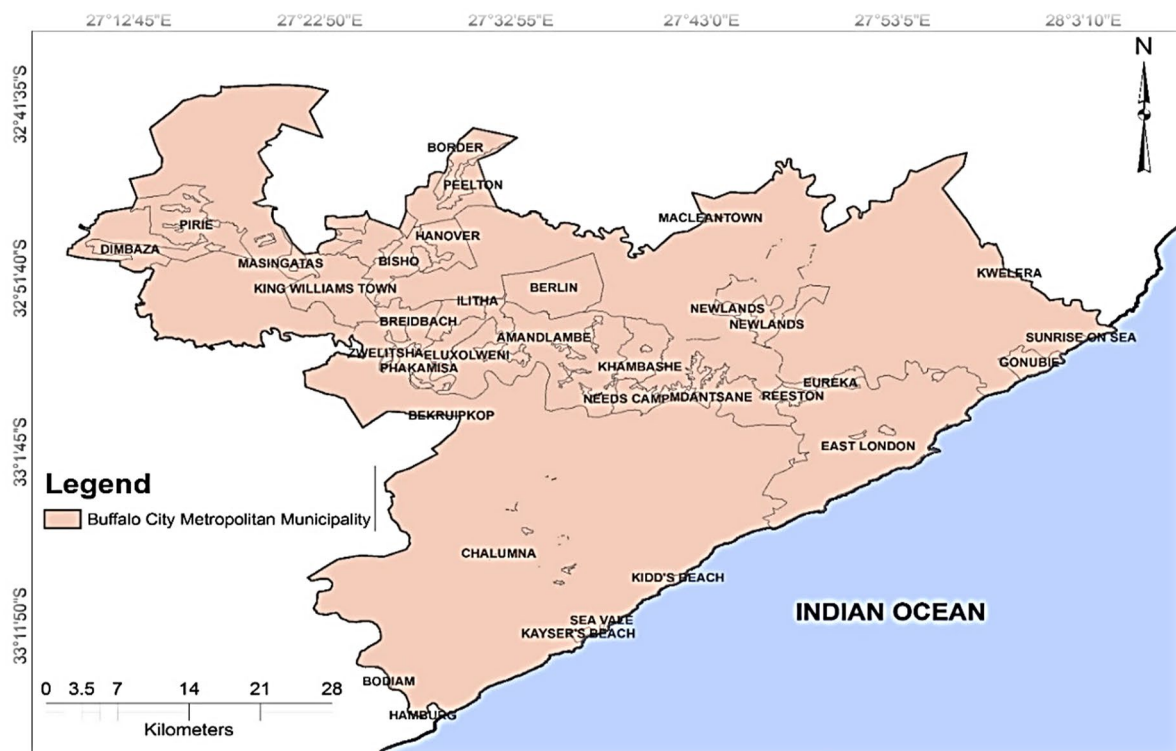 27°12'45"E 27°22'50"E 27°32'55"E 27°43'0"E 27°53'5"E 28°3'10"E
N
32°41'35"S
BORDER
PEELTON
MACLEANTOWN
PIRIE
HANOVER
DIMBAZA
MASINGATAS
BISHO
KWELERA
32°51'40"S
KING WILLIAMS TOWN
BERLIN
ILITHA
NEWLANDS
BREIDBACH
NEWLANDS
AMANDLAMBE
SUNRISE ON SEA
ZWELITSHA
ELUXOLWENI
GONUBIE
PHAKAMISA
KHAMBASHE
EUREKA
NEEDS CAMP
MDANTSANE
REESTON
BEKRUIPKOP
33°1'45"S
EAST LONDON
Legend
Buffalo City Metropolitan Municipality
CHALUMNA
KIDD'S BEACH
33°11'50"S
INDIAN OCEAN
SEA VALE
KAYSER'S BEACH
BODIAM
0 3.5 7 14 21 28
HAMBURG
Kilometers